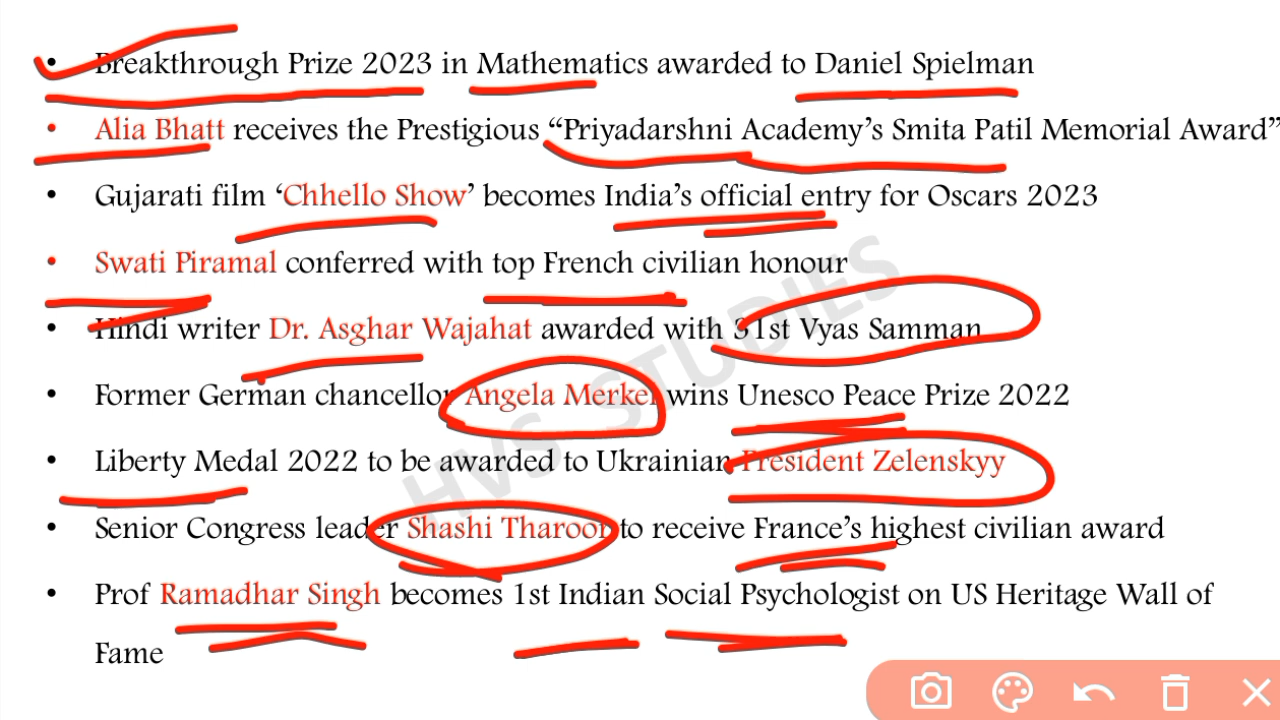 • Breakthrough Prize 2023 in Mathematics awarded to Daniel Spielman
• Alia Bhatt receives the Prestigious “Priyadarshni Academy’s Smita Patil Memorial Award”
• Gujarati film ‘Chhello Show’ becomes India’s official entry for Oscars 2023
• Swati Piramal conferred with top French civilian honour
• Hindi writer Dr. Asghar Wajahat awarded with 31st Vyas Samman
• Former German chancellor Angela Merkel wins Unesco Peace Prize 2022
• Liberty Medal 2022 to be awarded to Ukrainian President Zelenskyy
• Senior Congress leader Shashi Tharoor to receive France’s highest civilian award
• Prof Ramadhar Singh becomes 1st Indian Social Psychologist on US Heritage Wall of
Fame
HVS STUDIES